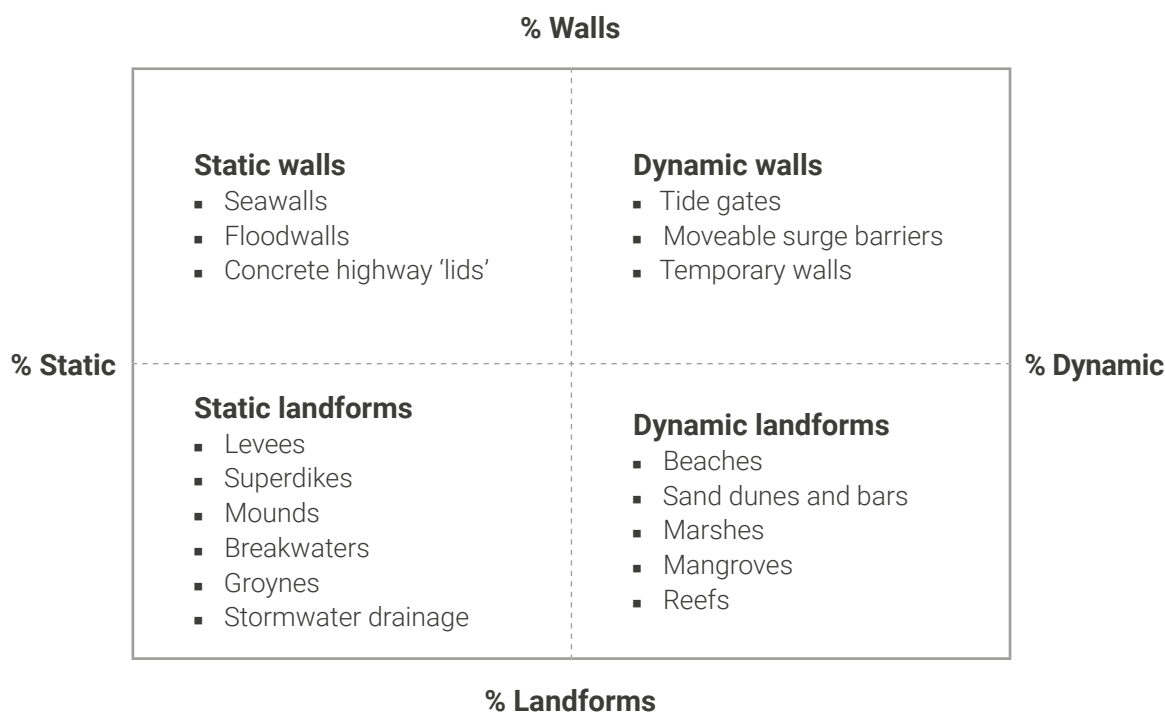 % Walls
Static walls
▪ Seawalls
▪ Floodwalls
▪ Concrete highway ‘lids’
Dynamic walls
▪ Tide gates
▪ Moveable surge barriers
▪ Temporary walls
% Static
% Dynamic
Static landforms
▪ Levees
▪ Superdikes
▪ Mounds
▪ Breakwaters
▪ Groynes
▪ Stormwater drainage
Dynamic landforms
▪ Beaches
▪ Sand dunes and bars
▪ Marshes
▪ Mangroves
▪ Reefs
% Landforms